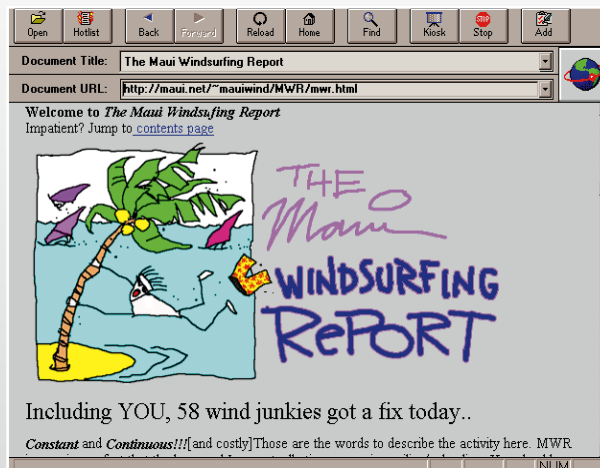 Open Hotlist Back Forward Reload Home Find Kiosk Stop Add
Document Title: The Maui Windsurfing Report
Document URL: http://maui.net/~mauiwind/MWR/mwr.html
Welcome to The Maui Windsufing Report
Impatient? Jump to contents page
THE
Maui
WINDSURFING
REPORT
Including YOU, 58 wind junkies got a fix today..
Constant and Continuous!!![and costly]Those are the words to describe the activity here. MWR
NUM